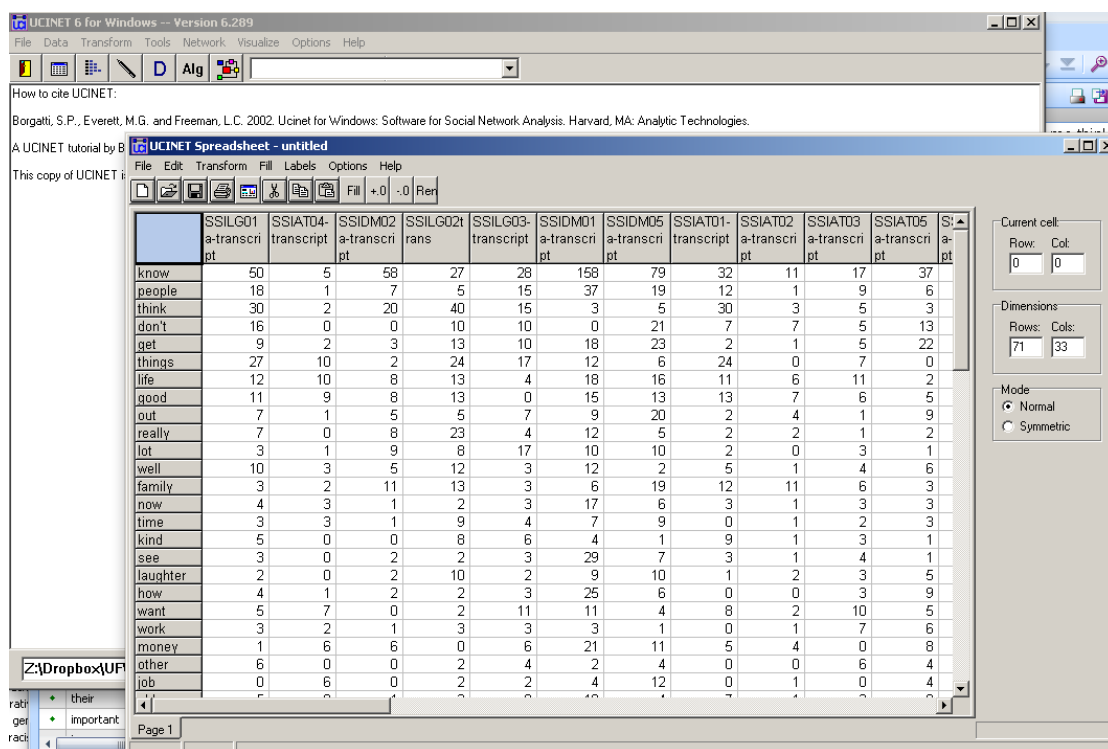 UCINET 6 for Windows -- Version 6.289
File Data Transform Tools Network Visualize Options Help
D Alg
How to cite UCINET:
Borgatti, S.P., Everett, M.G. and Freeman, L.C. 2002. Ucinet for Windows: Software for Social Network Analysis. Harvard, MA: Analytic Technologies.
A UCINET tutorial by B
This copy of UCINET i
UCINET Spreadsheet - untitled
File Edit Transform Fill Labels Options Help
Fill +.0 -.0 Ren
SSILG01 SSIAT04- SSIDM02 SSILG02t SSILG03- SSIDM01 SSIDM05 SSIAT01- SSIAT02 SSIAT03 SSIAT05
a-transcri transcript a-transcri rans transcript a-transcri a-transcri transcript a-transcri a-transcri a-transcri a-
pt pt pt pt pt pt pt pt
know 50 5 58 27 28 158 79 32 11 17 37
people 18 1 7 5 15 37 19 12 1 9 6
think 30 2 20 40 15 3 5 30 3 5 3
don't 16 0 0 10 10 0 21 7 7 5 13
get 9 2 3 13 10 18 23 2 1 5 22
things 27 10 2 24 17 12 6 24 0 7 0
life 12 10 8 13 4 18 16 11 6 11 2
good 11 9 8 13 0 15 13 13 7 6 5
out 7 1 5 5 7 9 20 2 4 1 9
really 7 0 8 23 4 12 5 2 2 1 2
lot 3 1 9 8 17 10 10 2 0 3 1
well 10 3 5 12 3 12 2 5 1 4 6
family 3 2 11 13 3 6 19 12 11 6 3
now 4 3 1 2 3 17 6 3 1 3 3
time 3 3 1 9 4 7 9 0 1 2 3
kind 5 0 0 8 6 4 1 9 1 3 1
see 3 0 2 2 3 29 7 3 1 4 1
laughter 2 0 2 10 2 9 10 1 2 3 5
how 4 1 2 2 3 25 6 0 0 3 9
want 5 7 0 2 11 11 4 8 2 10 5
work 3 2 1 3 3 3 1 0 1 7 6
money 1 6 6 0 6 21 11 5 4 0 8
other 6 0 0 2 4 2 4 0 0 6 4
job 0 6 0 2 2 4 12 0 1 0 4
Current cell:
Row: Col:
0 0
Dimensions
Rows: Cols:
71 33
Mode
Normal
Symmetric
Page 1
Z:\Dropbox\UF\
their
important